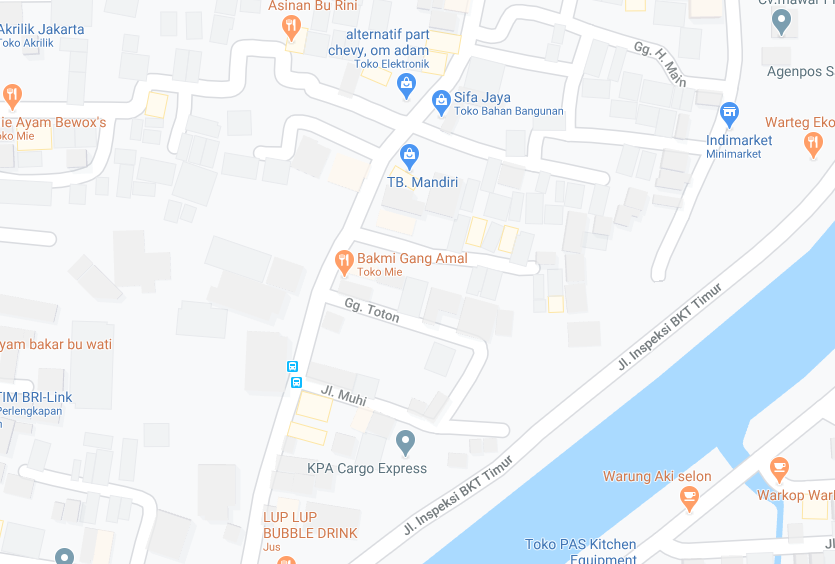 Asinan Bu Rini
Akrilik Jakarta
Toko Akrilik
alternatif part
chevy, om adam
Toko Elektronik
Gg. H. Main
Agenpos S
Sifa Jaya
Toko Bahan Bangunan
ie Ayam Bewox's
oko Mie
Indimarket
Minimarket
Warteg Eko
TB. Mandiri
Bakmi Gang Amal
Toko Mie
Gg. Toton
Jl. Inspeksi BKT Timur
yam bakar bu wati
TIM BRI-Link
Perlengkapan
Jl. Muhi
KPA Cargo Express
Jl. Inspeksi BKT Timur
Warung Aki selon
Warkop Wark
LUP LUP
BUBBLE DRINK
Jus
Toko PAS Kitchen
Equipment